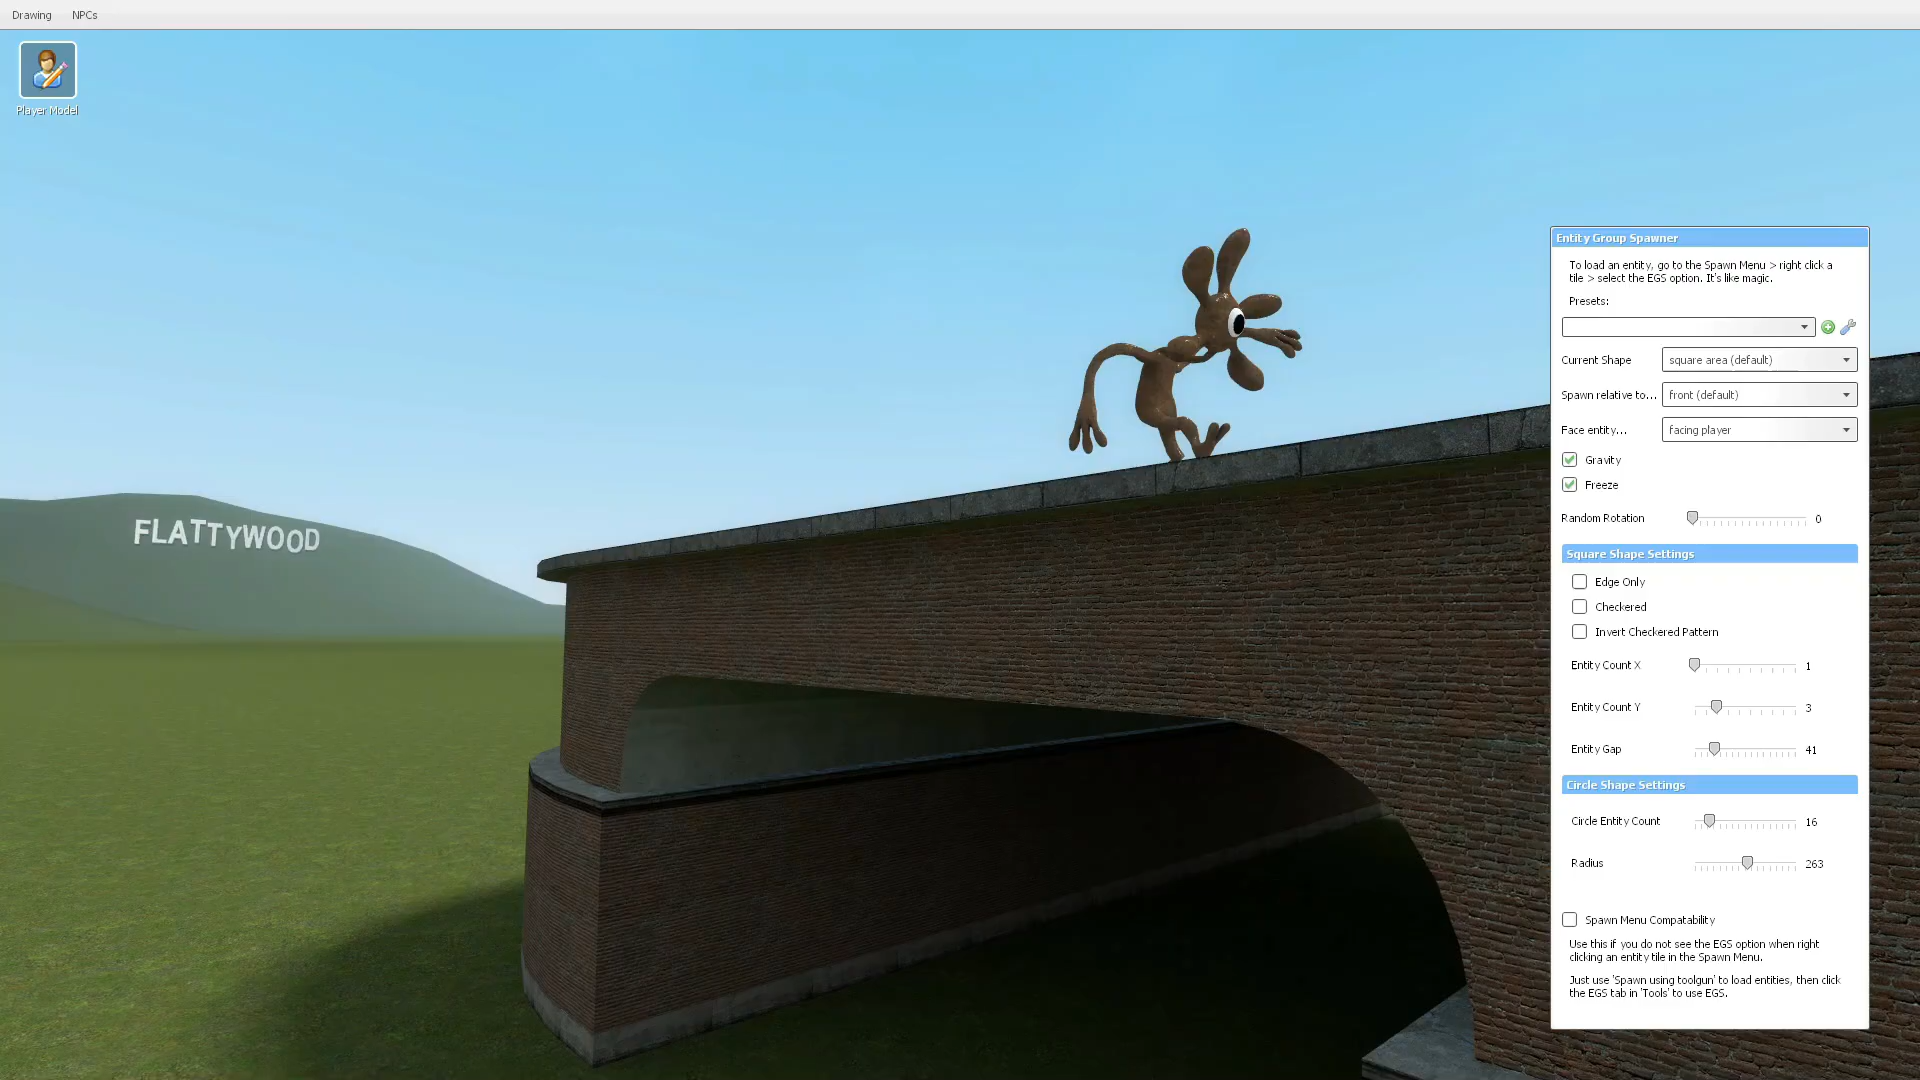 Drawing NPCs
Player Model
FLATTYWOOD
Entity Group Spawner
To load an entity, go to the Spawn Menu > right click a
tile > select the EGS option. It's like magic.
Presets:
Current Shape square area (default)
Spawn relative to... front (default)
Face entity... facing player
Gravity
Freeze
Random Rotation 0
Square Shape Settings
Edge Only
Checkered
Invert Checkered Pattern
Entity Count X 1
Entity Count Y 3
Entity Gap 41
Circle Shape Settings
Circle Entity Count 16
Radius 263
Spawn Menu Compatability
Use this if you do not see the EGS option when right
clicking an entity tile in the Spawn Menu.
Just use 'Spawn using toolgun' to load entities, then click
the EGS tab in 'Tools' to use EGS.